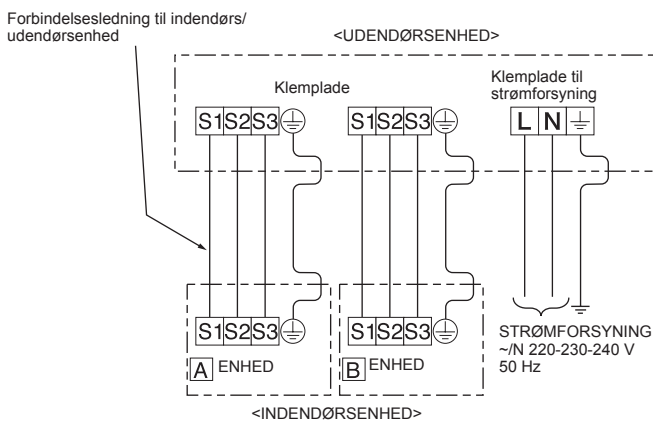 Forbindelsesledning til indendørs/
udendørsenhed
<UDENDØRSENHED>
Klemplade
Klemplade til
strømforsyning
S1 S2 S3
S1 S2 S3
L N
S1 S2 S3
S1 S2 S3
A ENHED
B ENHED
STRØMFORSYNING
~/N 220-230-240 V
50 Hz
<INDENDØRSENHED>